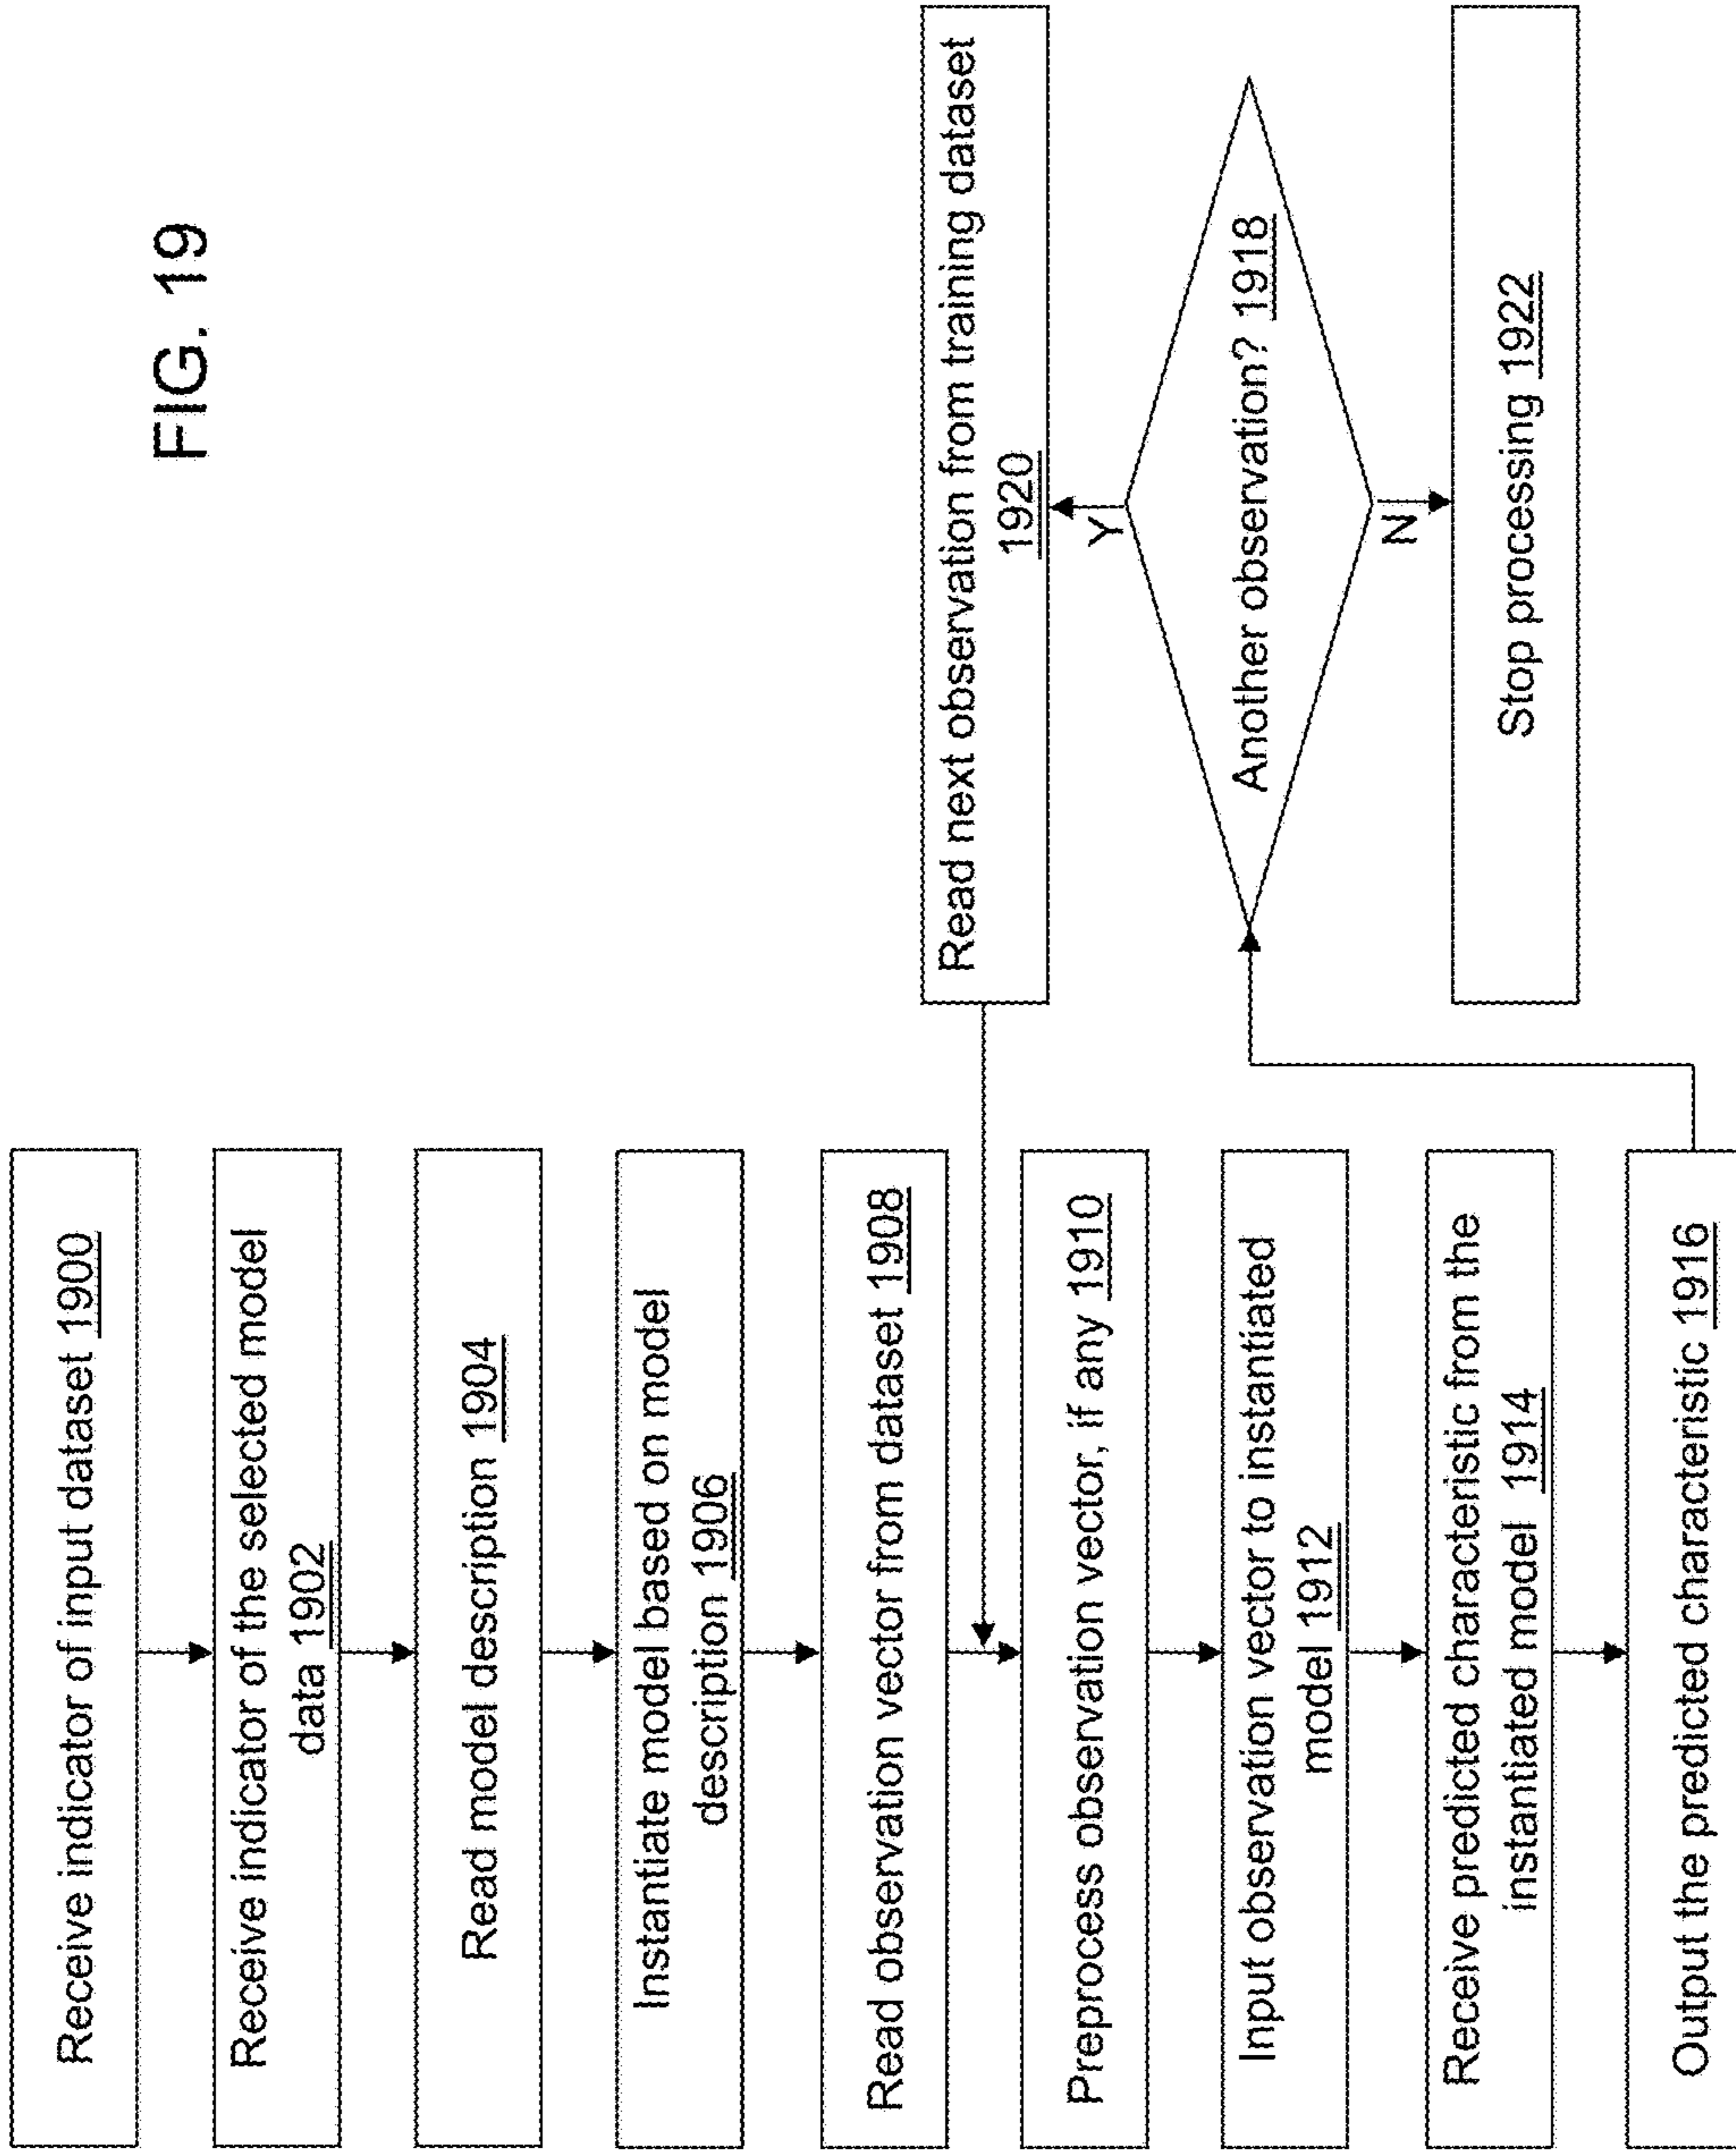 FIG. 19
Receive indicator of input dataset 1900
Receive indicator of the selected model
data 1902
Read model description 1904
Instantiate model based on model
description 1906
Read observation vector from dataset 1908
Preprocess observation vector, if any 1910
Input observation vector to instantiated
model 1912
Receive predicted characteristic from the
instantiated model 1914
Output the predicted characteristic 1916
Read next observation from training dataset
1920
Y
Another observation? 1918
N
Stop processing 1922